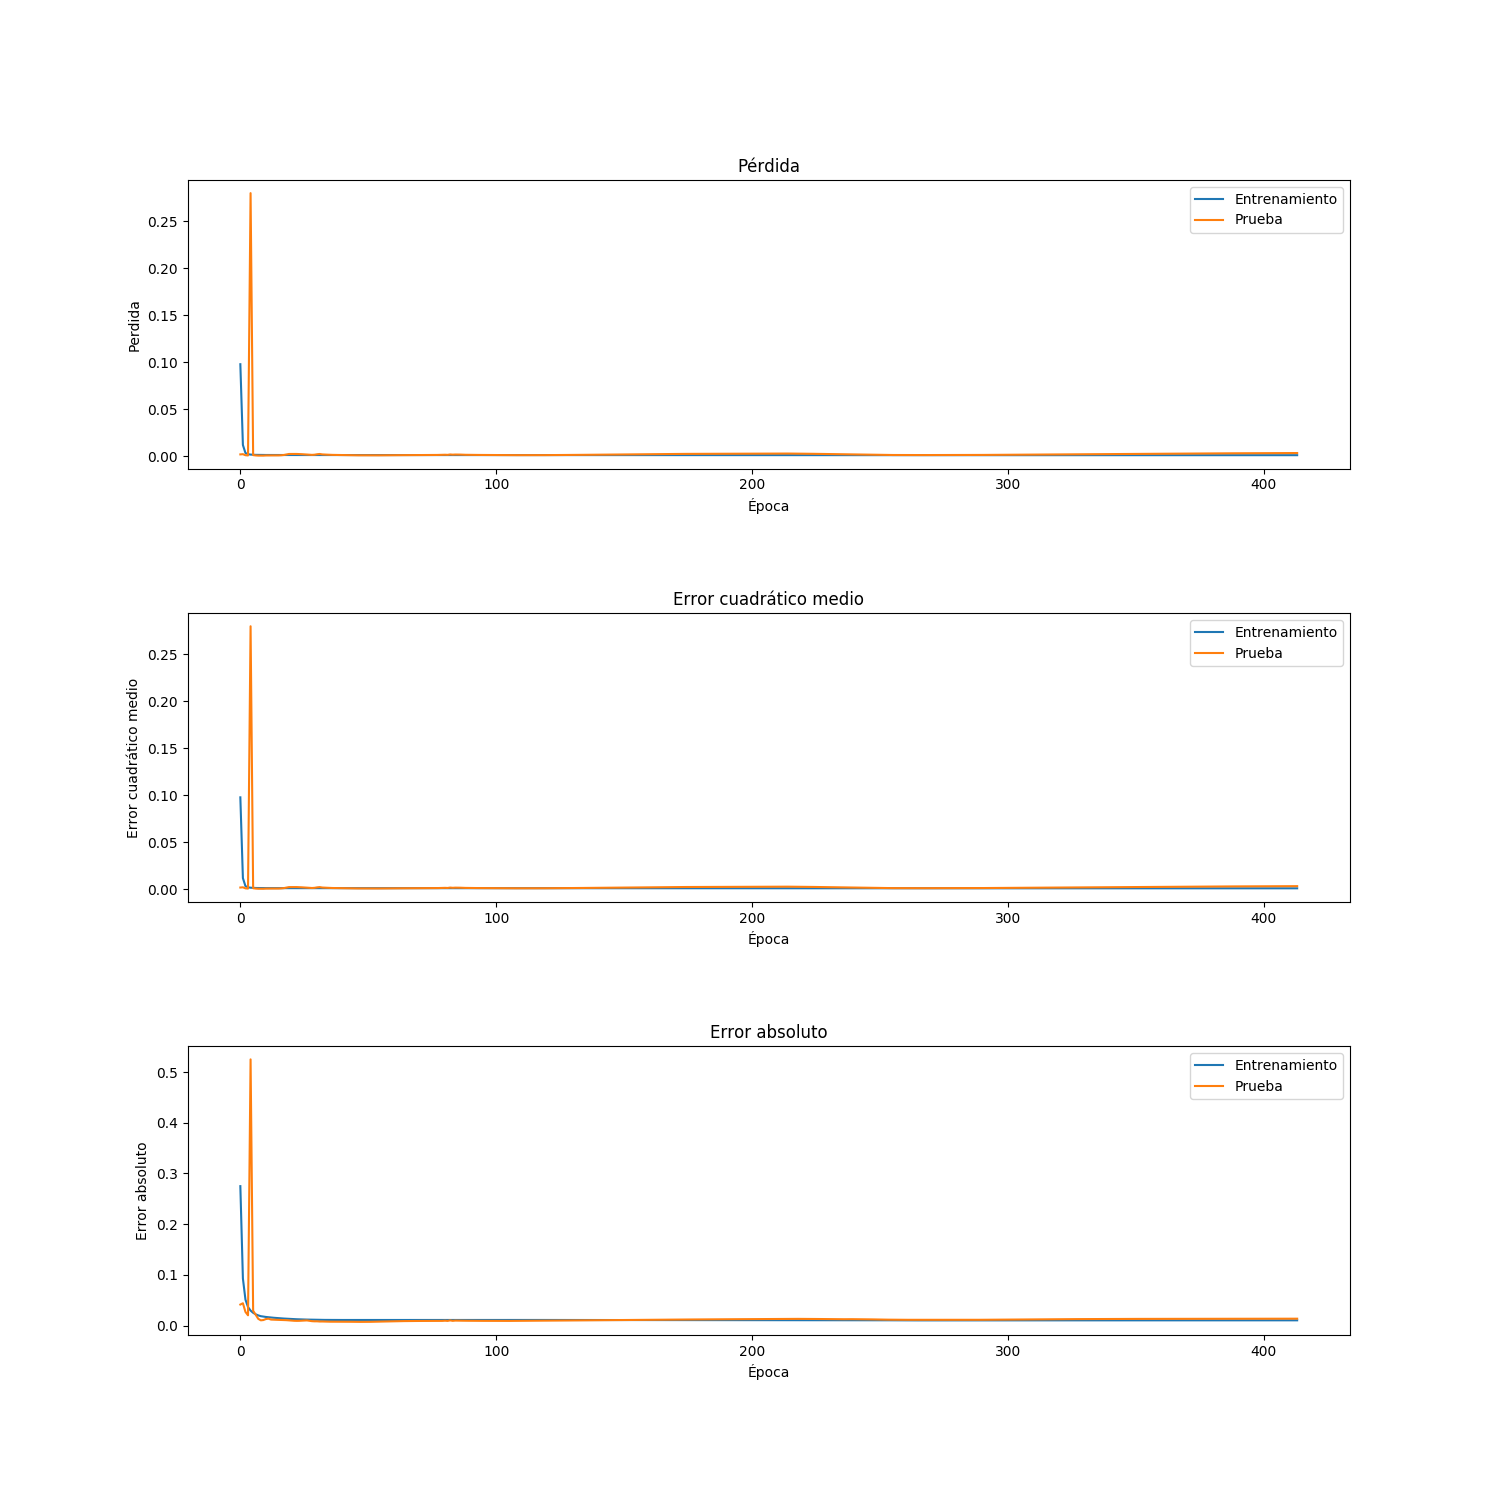 Pérdida
Entrenamiento
Prueba
0.25
0.20
0.15
0.10
0.05
0.00
Perdida
0 100 200 300 400
Época
Error cuadrático medio
Entrenamiento
Prueba
0.25
0.20
0.15
0.10
0.05
0.00
Error cuadrático medio
0 100 200 300 400
Época
Error absoluto
Entrenamiento
Prueba
0.5
0.4
0.3
0.2
0.1
0.0
Error absoluto
0 100 200 300 400
Época